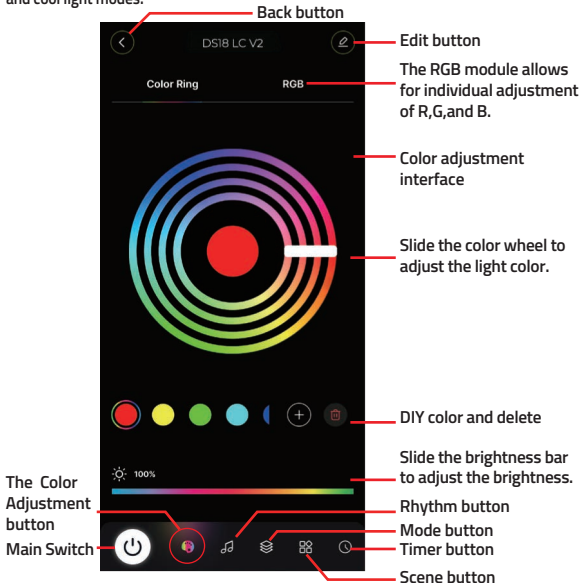 and cool light modes.
Back button
DS18 LC V2
Edit button
Color Ring
RGB
The RGB module allows
for individual adjustment
of R,G,and B.
Color adjustment
interface
Slide the color wheel to
adjust the light color.
DIY color and delete
100%
Slide the brightness bar
to adjust the brightness.
The Color
Adjustment
button
Main Switch
Rhythm button
Mode button
Timer button
Scene button